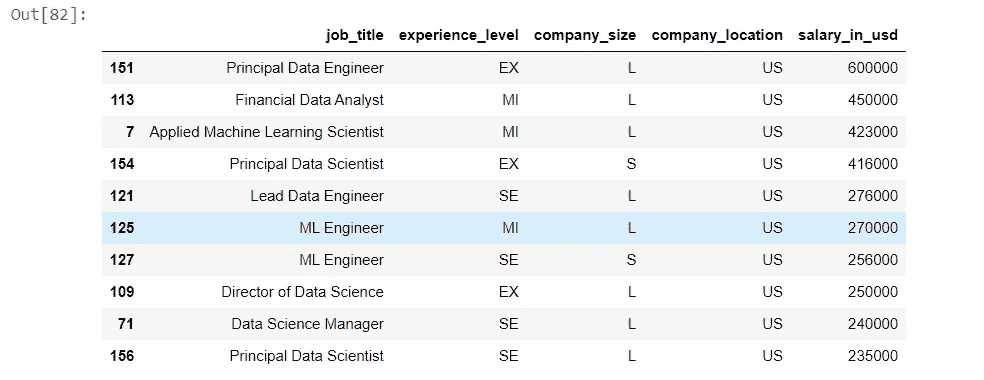 Out[82]:
job_title experience_level company_size company_location salary_in_usd
151 Principal Data Engineer EX L US 600000
113 Financial Data Analyst MI L US 450000
7 Applied Machine Learning Scientist MI L US 423000
154 Principal Data Scientist EX S US 416000
121 Lead Data Engineer SE L US 276000
125 ML Engineer MI L US 270000
127 ML Engineer SE S US 256000
109 Director of Data Science EX L US 250000
71 Data Science Manager SE L US 240000
156 Principal Data Scientist SE L US 235000